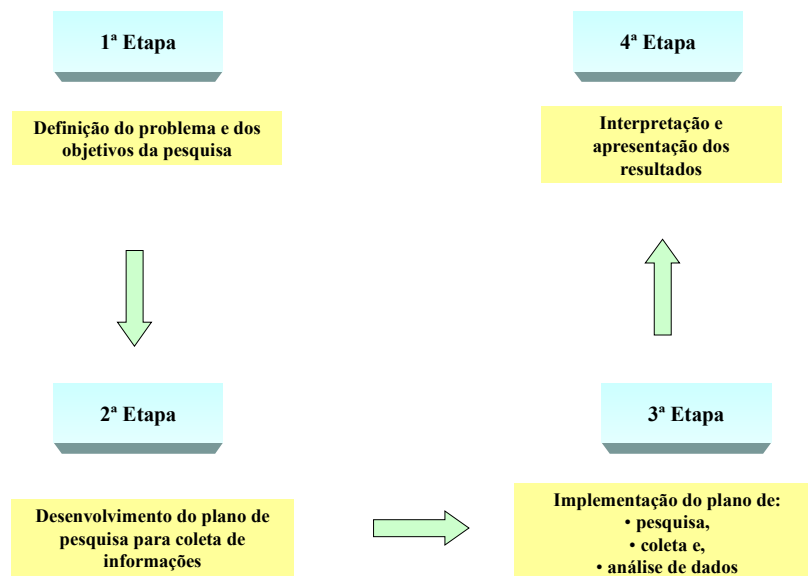 1ª Etapa
Definição do problema e dos
objetivos da pesquisa
2ª Etapa
Desenvolvimento do plano de
pesquisa para coleta de
informações
3ª Etapa
Implementação do plano de:
• pesquisa,
• coleta e,
• análise de dados
4ª Etapa
Interpretação e
apresentação dos
resultados